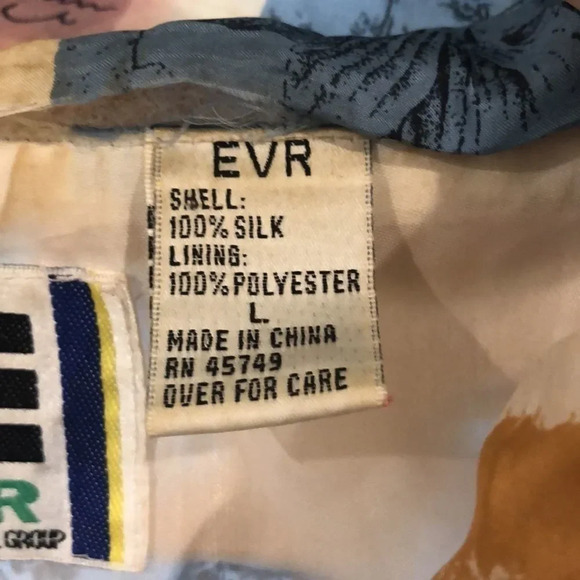 EVR
SHELL:
100% SILK
LINING:
100% POLYESTER
L
MADE IN CHINA
RN 45749
OVER FOR CARE
R
GROUP